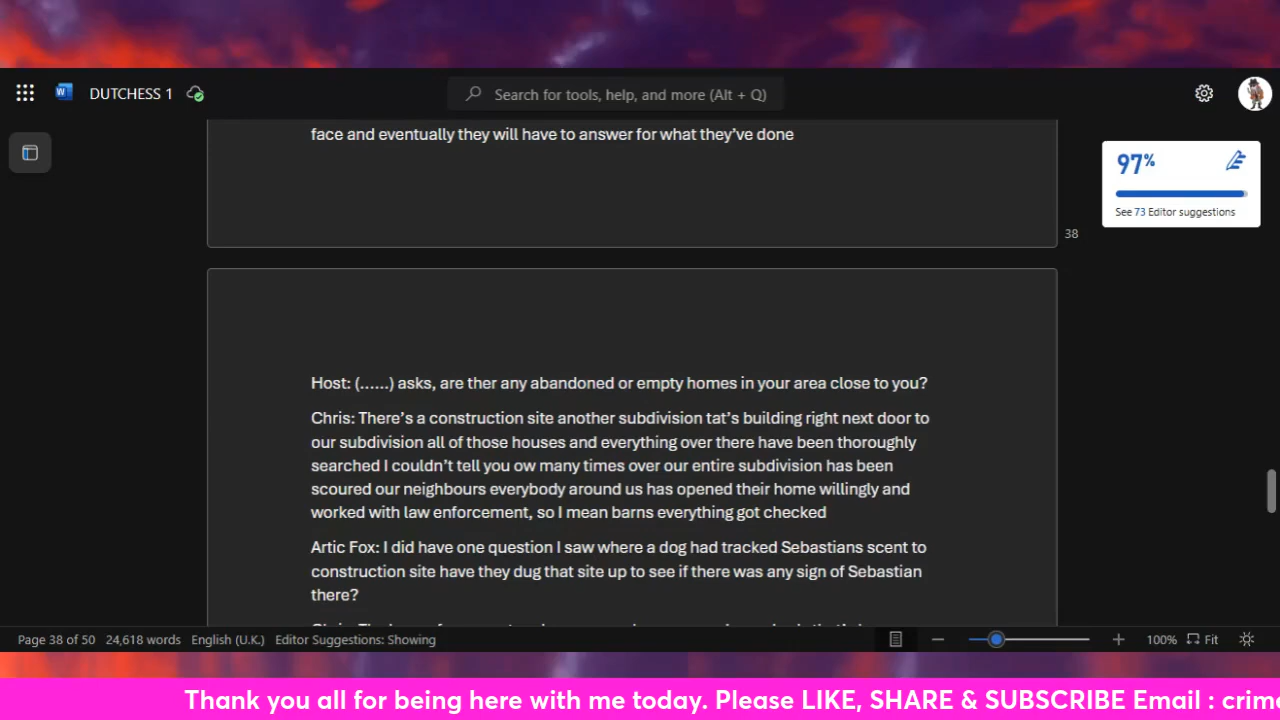 DUTCHESS 1
Search for tools, help, and more (Alt + Q)
face and eventually they will have to answer for what they've done
97%
See 73 Editor suggestions
38
Host: (......) asks, are ther any abandoned or empty homes in your area close to you?
Chris: There's a construction site another subdivision tat's building right next door to
our subdivision all of those houses and everything over there have been thoroughly
searched I couldn't tell you ow many times over our entire subdivision has been
scoured our neighbours everybody around us has opened their home willingly and
worked with law enforcement, so I mean barns everything got checked
Artic Fox: I did have one question I saw where a dog had tracked Sebastians scent to
construction site have they dug that site up to see if there was any sign of Sebastian
there?
Page 38 of 50 24,618 words English (U.K.) Editor Suggestions: Showing
100% Fit
Thank you all for being here with me today. Please LIKE, SHARE & SUBSCRIBE Email : crim